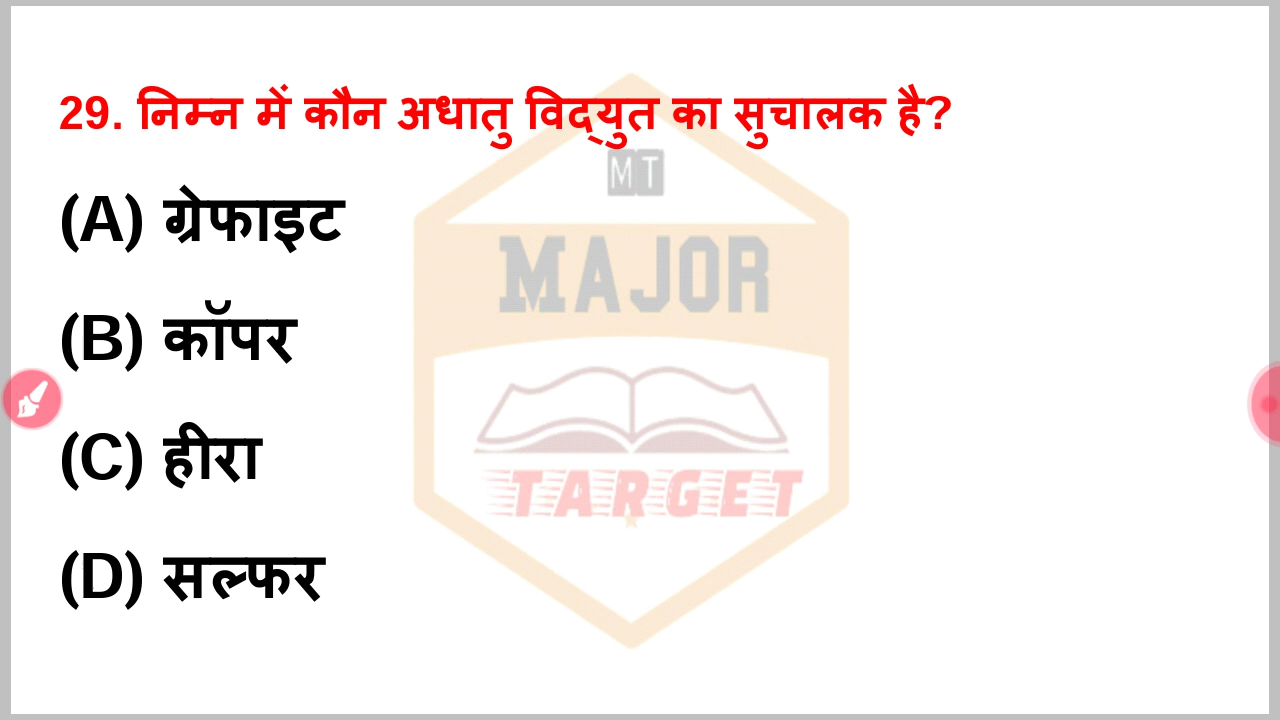 29. निम्न में कौन अधातु विद्युत का सुचालक है?
(A) ग्रेफाइट
(B) कॉपर
(C) हीरा
(D) सल्फर
MT
MAJOR
TARGET